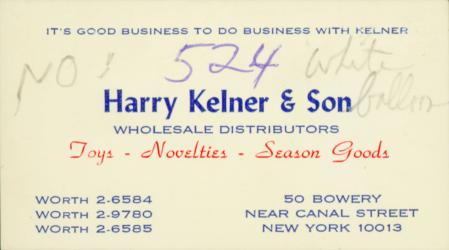 IT'S GOOD BUSINESS TO DO BUSINESS WITH KELNER
NO! 524 white balloon
Harry Kelner & Son
WHOLESALE DISTRIBUTORS
Toys - Novelties - Season Goods
WORTH 2-6584
WORTH 2-9780
WORTH 2-6585
50 BOWERY
NEAR CANAL STREET
NEW YORK 10013